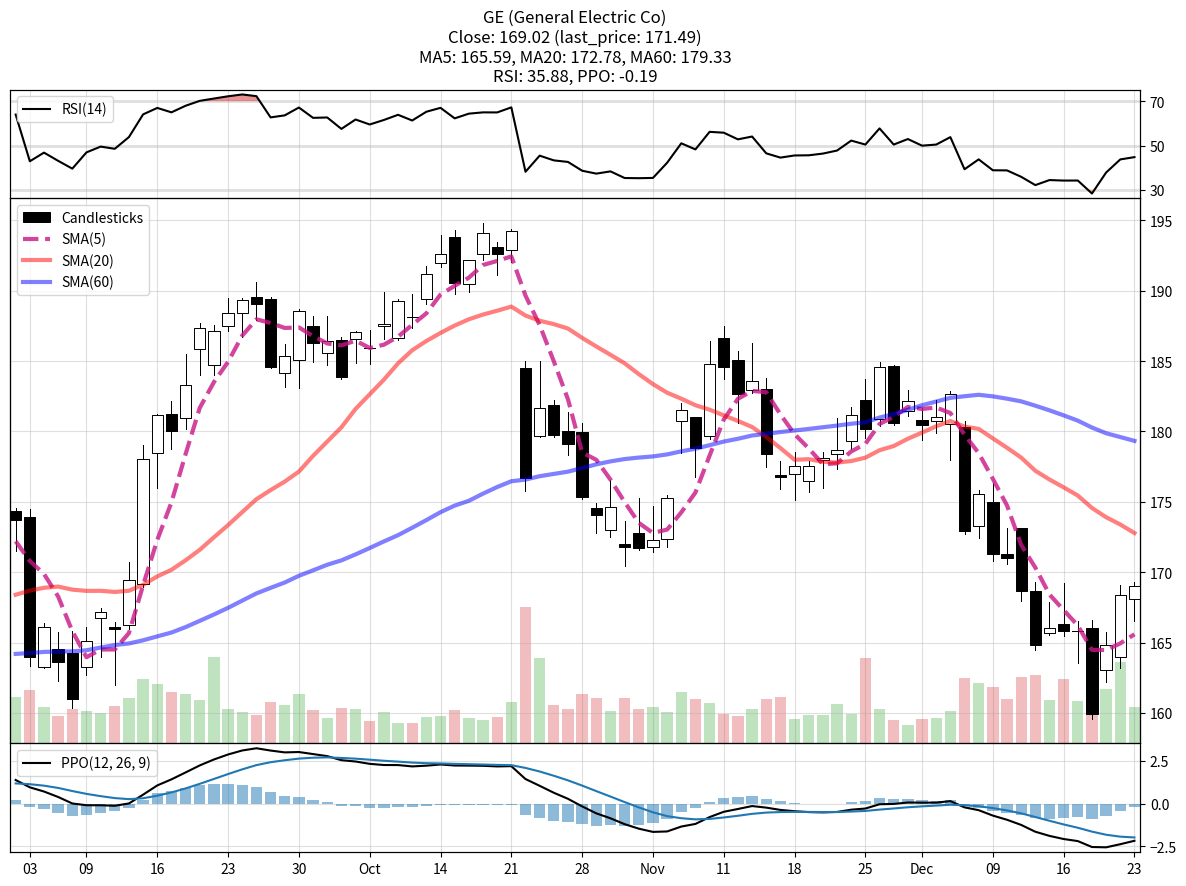 GE (General Electric Co)
Close: 169.02 (last_price: 171.49)
MA5: 165.59, MA20: 172.78, MA60: 179.33
RSI: 35.88, PPO: -0.19
RSI(14)
70
50
30
Candlesticks
SMA(5)
SMA(20)
SMA(60)
195
190
185
180
175
170
165
160
PPO(12, 26, 9)
2.5
0.0
−2.5
03 09 16 23 30 Oct 14 21 28 Nov 11 18 25 Dec 09 16 23